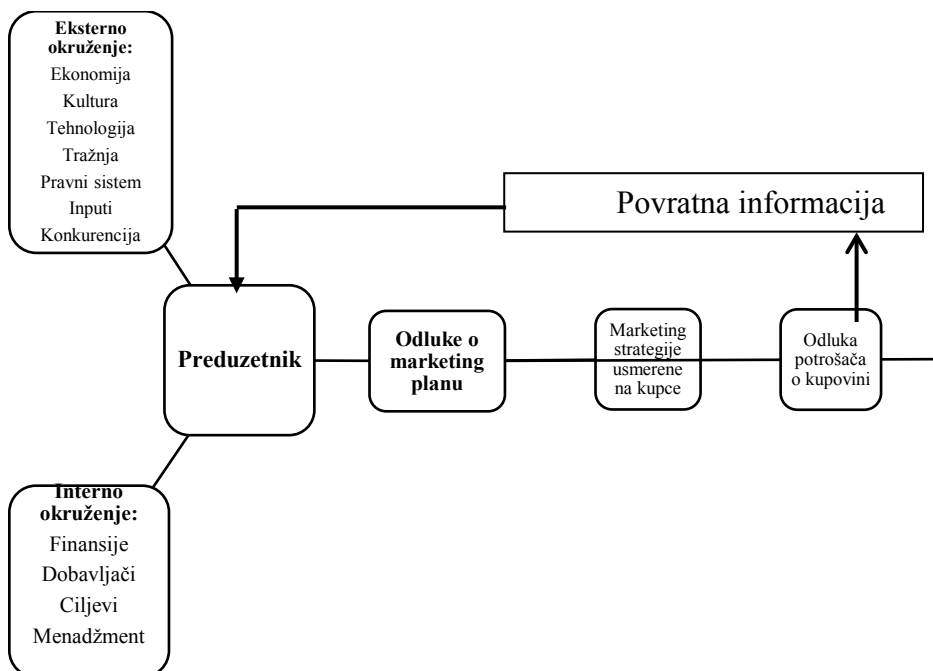 Eksterno
okruženje:
Ekonomija
Kultura
Tehnologija
Tražnja
Pravni sistem
Inputi
Konkurencija
Povratna informacija
Preduzetnik
Odluke o
marketing
planu
Marketing
strategije
usmerene
na kupce
Odluka
potrošača
o kupovini
Interno
okruženje:
Finansije
Dobavljači
Ciljevi
Menadžment